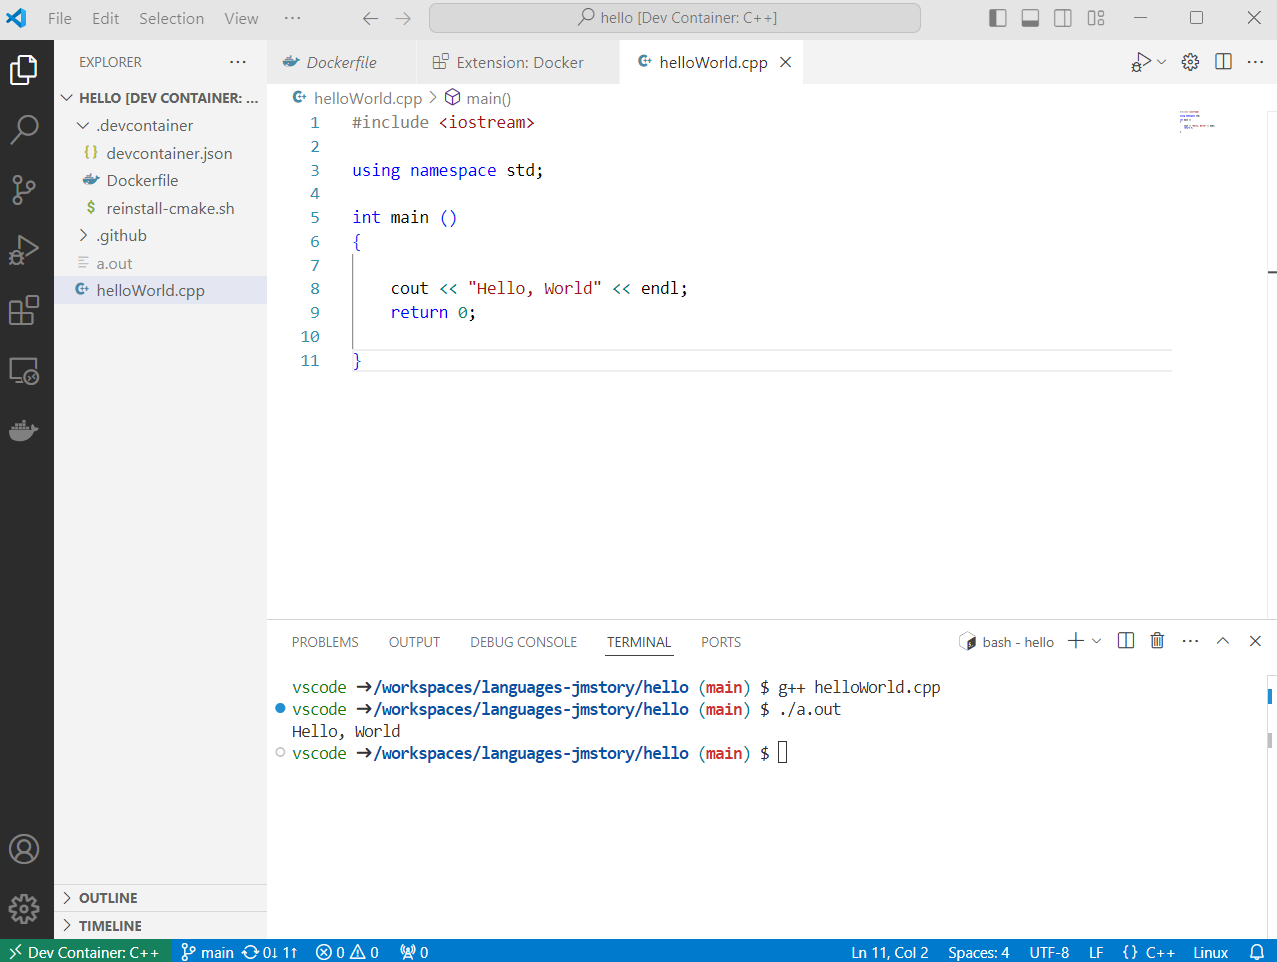 File Edit Selection View ··· hello [Dev Container: C++]
EXPLORER ···
HELLO [DEV CONTAINER: ...
.devcontainer
{} devcontainer.json
Dockerfile
$ reinstall-cmake.sh
.github
a.out
helloWorld.cpp
OUTLINE
TIMELINE
Dockerfile Extension: Docker helloWorld.cpp
helloWorld.cpp > main()
1 #include <iostream>
2
3 using namespace std;
4
5 int main ()
6 {
7
8 cout << "Hello, World" << endl;
9 return 0;
10
11 }
PROBLEMS OUTPUT DEBUG CONSOLE TERMINAL PORTS bash - hello
vscode ➜/workspaces/languages-jmstory/hello (main) $ g++ helloWorld.cpp
vscode ➜/workspaces/languages-jmstory/hello (main) $ ./a.out
Hello, World
vscode ➜/workspaces/languages-jmstory/hello (main) $
Dev Container: C++ main 0↓ 1↑ 0 0 0 Ln 11, Col 2 Spaces: 4 UTF-8 LF {} C++ Linux